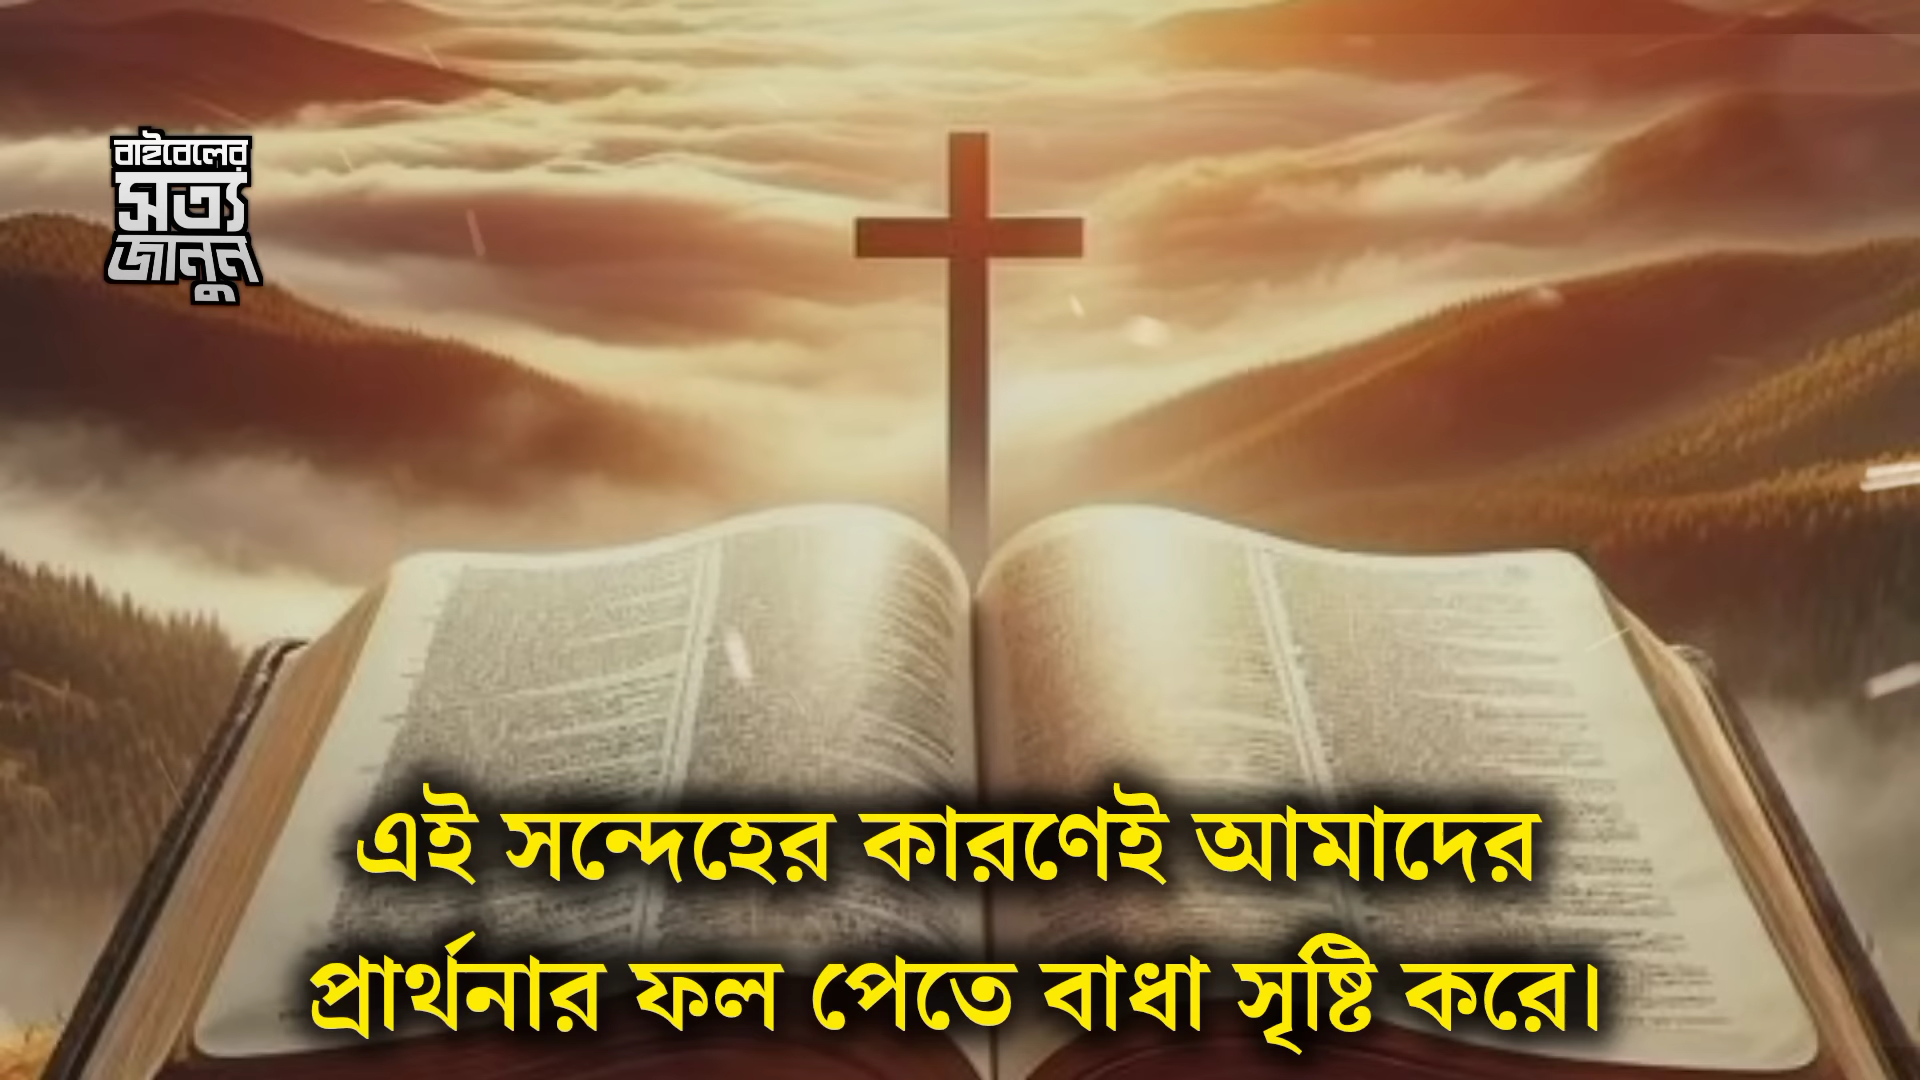 বাইবেলের
সত্য
জানুন
এই সন্দেহের কারণেই আমাদের
প্রার্থনার ফল পেতে বাধা সৃষ্টি করে।